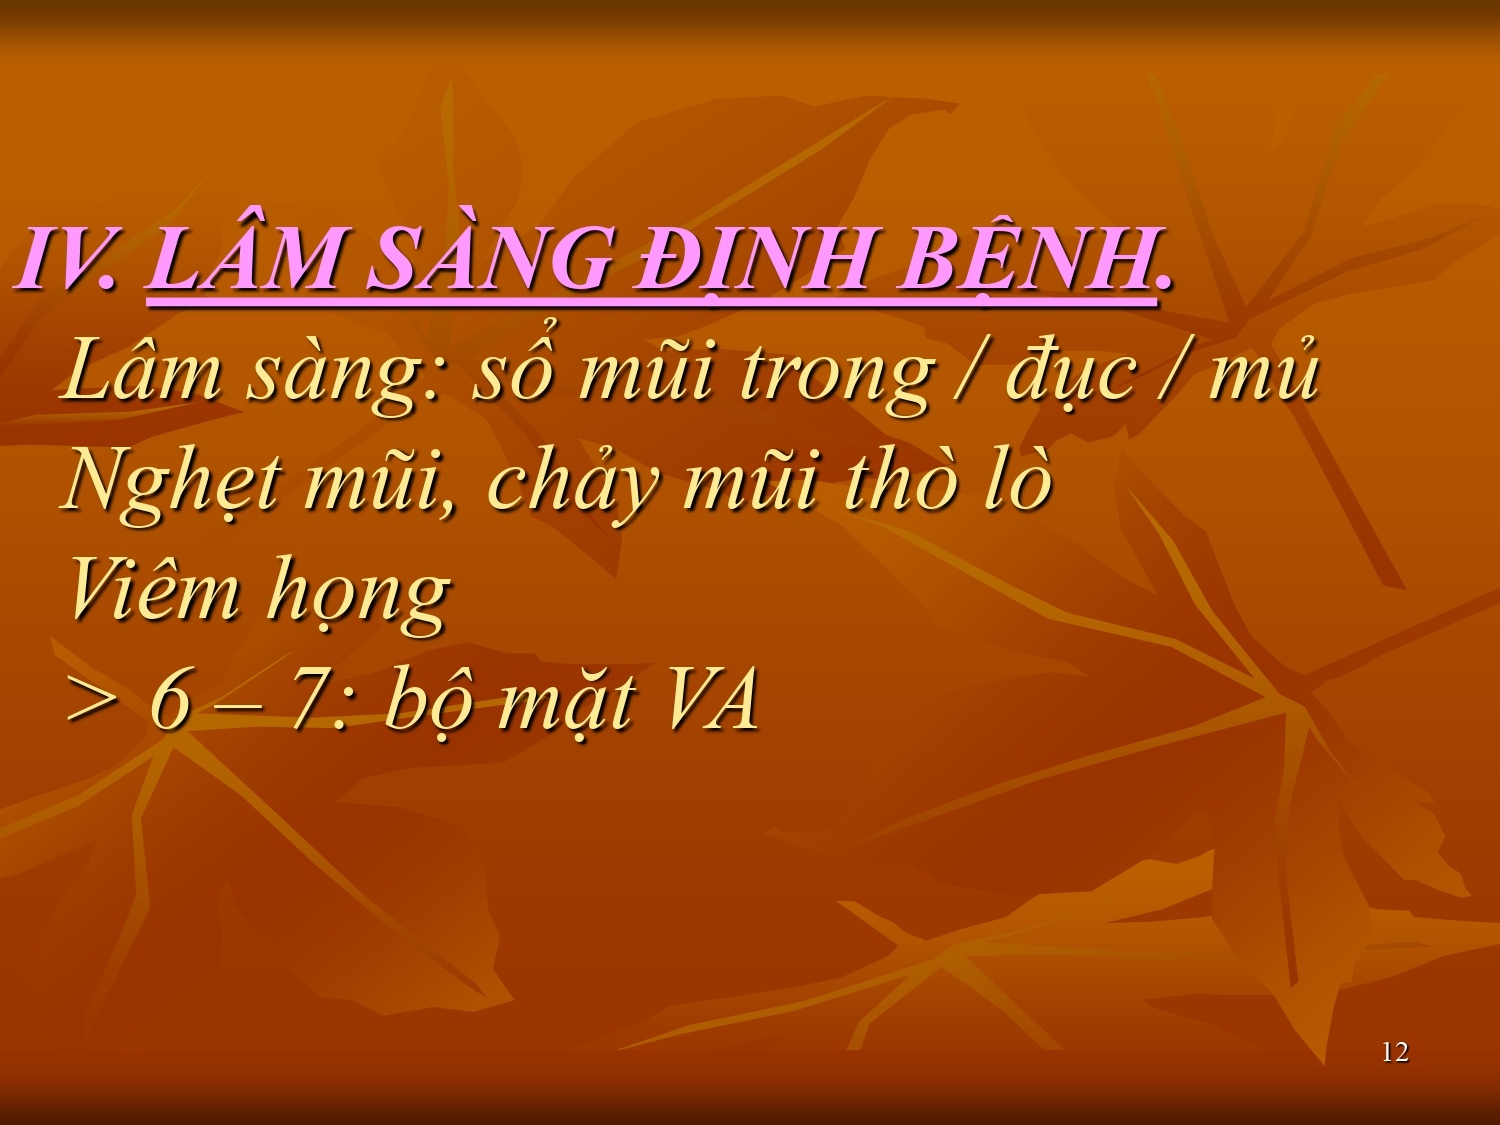 IV. LÂM SÀNG ĐỊNH BỆNH.
Lâm sàng: sổ mũi trong / đục / mủ
Nghẹt mũi, chảy mũi thò lò
Viêm họng
> 6 – 7: bộ mặt VA
12